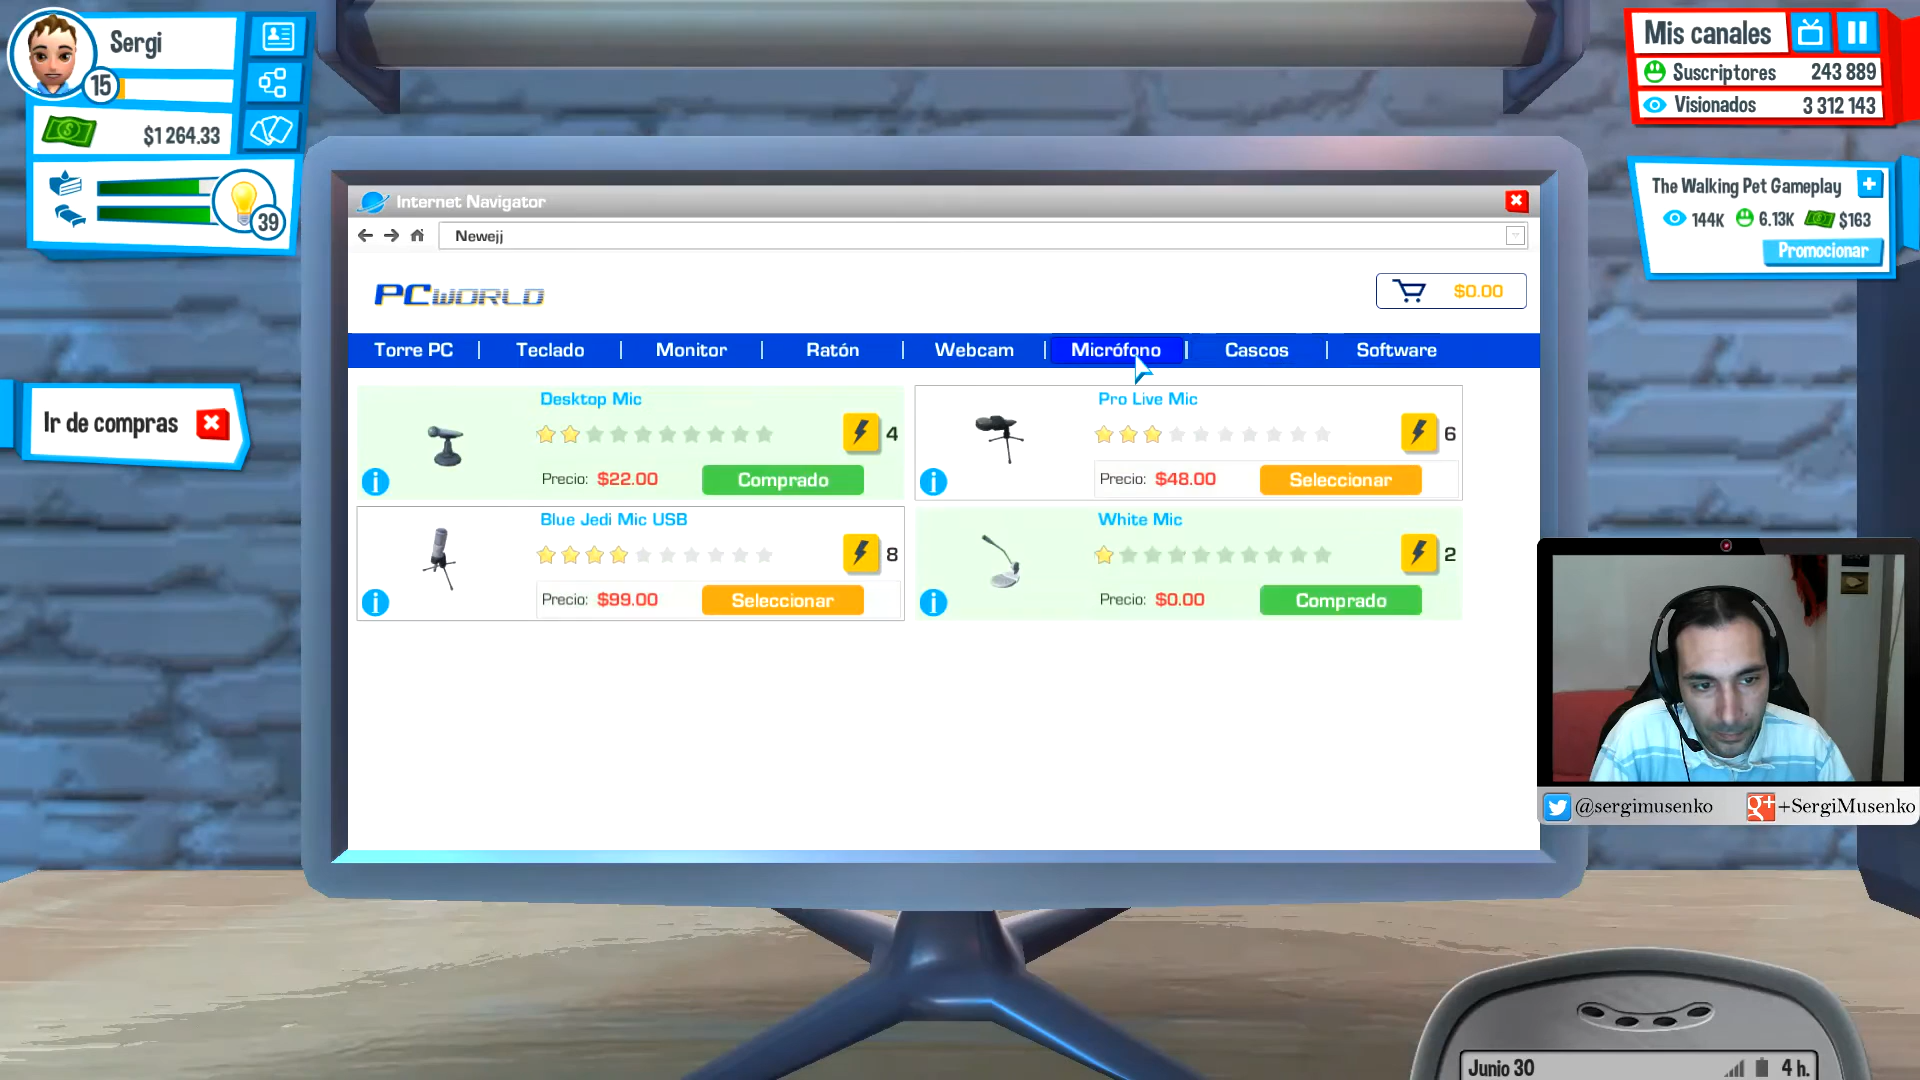 Sergi
15
$1 264.33
39
Ir de compras
Mis canales
Suscriptores 243 889
Visionados 3 312 143
The Walking Pet Gameplay
144K 6.13K $163
Promocionar
Internet Navigator
Newejj
PCWORLD
$0.00
Torre PC | Teclado | Monitor | Ratón | Webcam | Micrófono | Cascos | Software
Desktop Mic
4
Precio: $22.00 Comprado
Pro Live Mic
6
Precio: $48.00 Seleccionar
Blue Jedi Mic USB
8
Precio: $99.00 Seleccionar
White Mic
2
Precio: $0.00 Comprado
@sergimusenko +SergiMusenko
Junio 30 4 h.